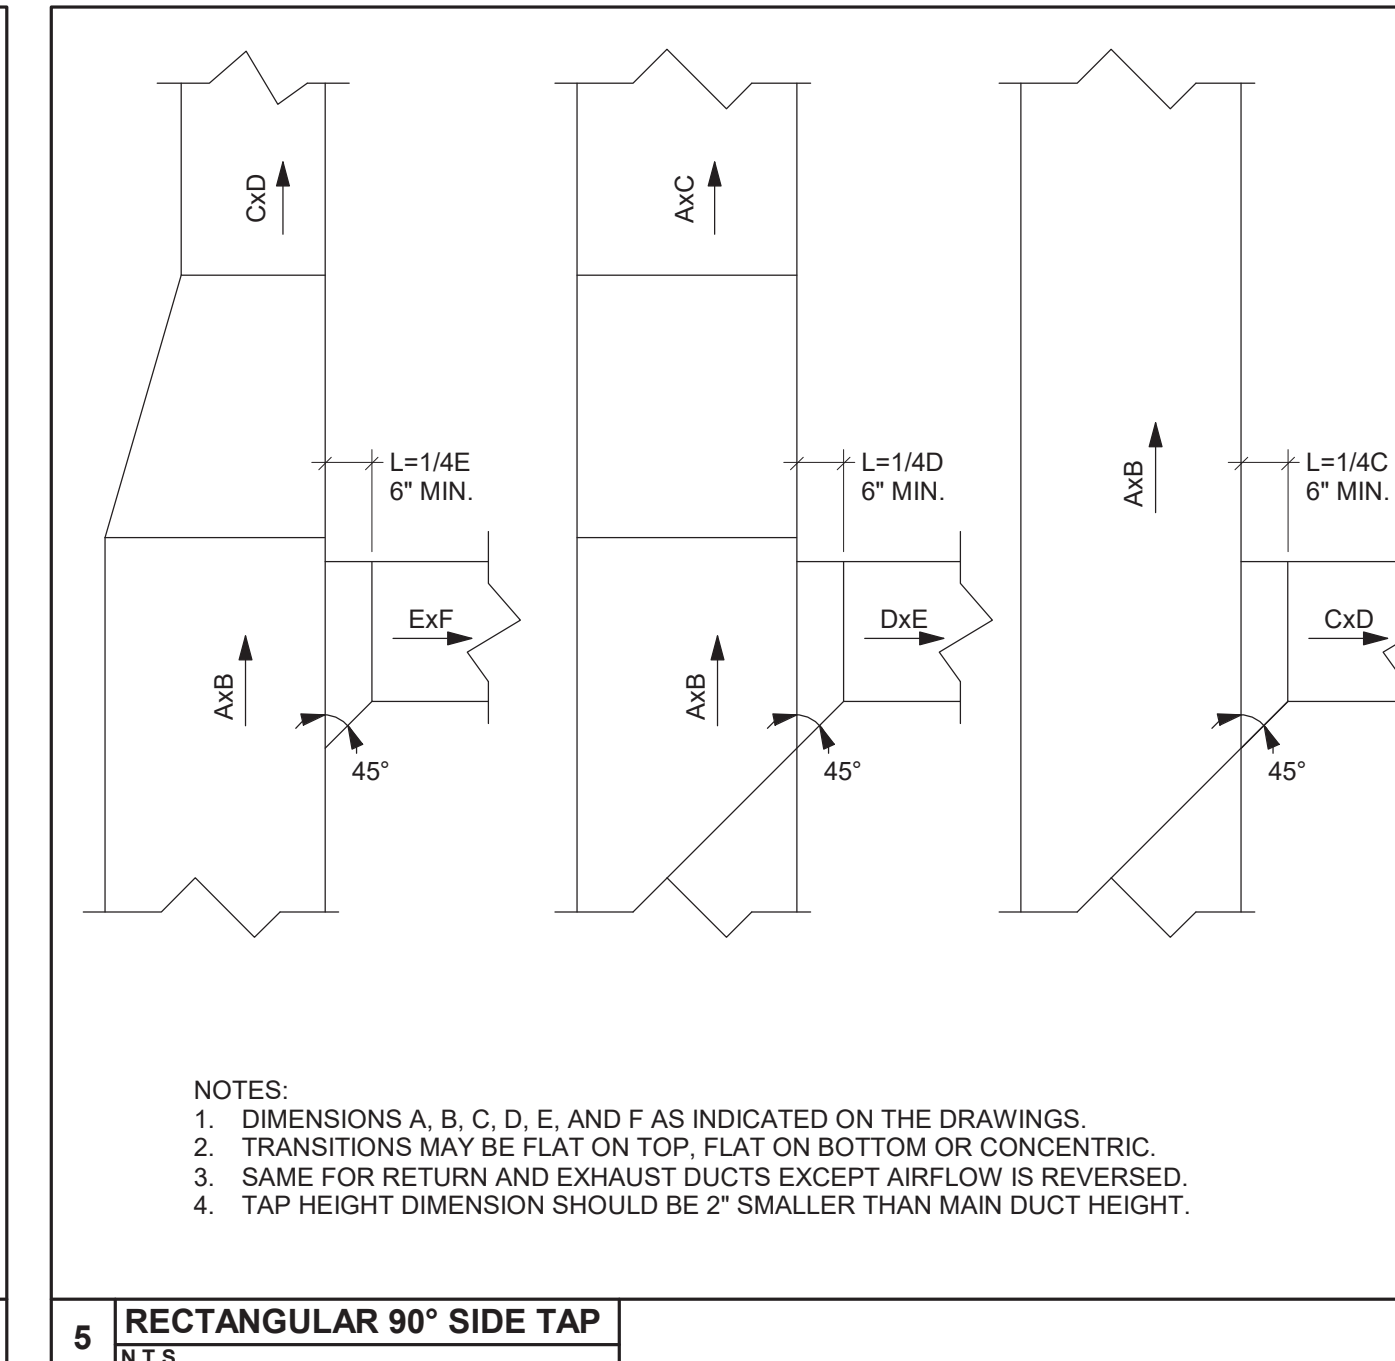 CxD
AxC
L=1/4E
6" MIN.
L=1/4D
6" MIN.
AxB
L=1/4C
6" MIN.
ExF
DxE
CxD
AxB
AxB
45°
45°
45°
NOTES:
1. DIMENSIONS A, B, C, D, E, AND F AS INDICATED ON THE DRAWINGS.
2. TRANSITIONS MAY BE FLAT ON TOP, FLAT ON BOTTOM OR CONCENTRIC.
3. SAME FOR RETURN AND EXHAUST DUCTS EXCEPT AIRFLOW IS REVERSED.
4. TAP HEIGHT DIMENSION SHOULD BE 2" SMALLER THAN MAIN DUCT HEIGHT.
5 RECTANGULAR 90° SIDE TAP
N.T.S.